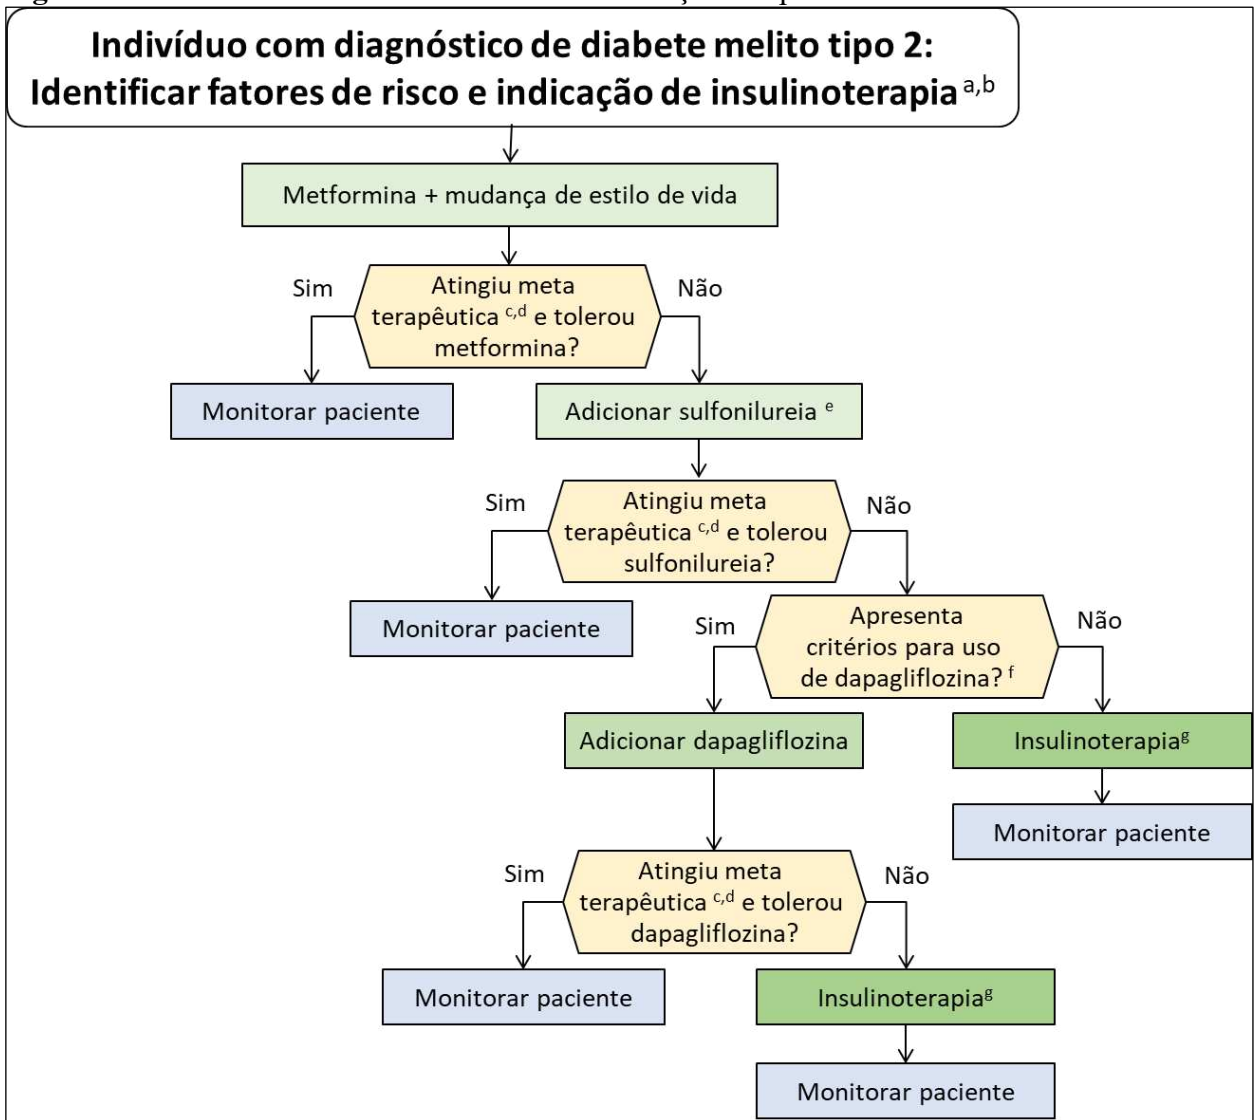 Indivíduo com diagnóstico de diabete melito tipo 2:
Identificar fatores de risco e indicação de insulinoterapia a,b
Metformina + mudança de estilo de vida
Sim
Atingiu meta
terapêutica c,d e tolerou
metformina?
Não
Monitorar paciente
Adicionar sulfonilureia e
Sim
Atingiu meta
terapêutica c,d e tolerou
sulfonilureia?
Não
Monitorar paciente
Sim
Apresenta
critérios para uso
de dapagliflozina? f
Não
Adicionar dapagliflozina
Insulinoterapiag
Monitorar paciente
Sim
Atingiu meta
terapêutica c,d e tolerou
dapagliflozina?
Não
Monitorar paciente
Insulinoterapiag
Monitorar paciente